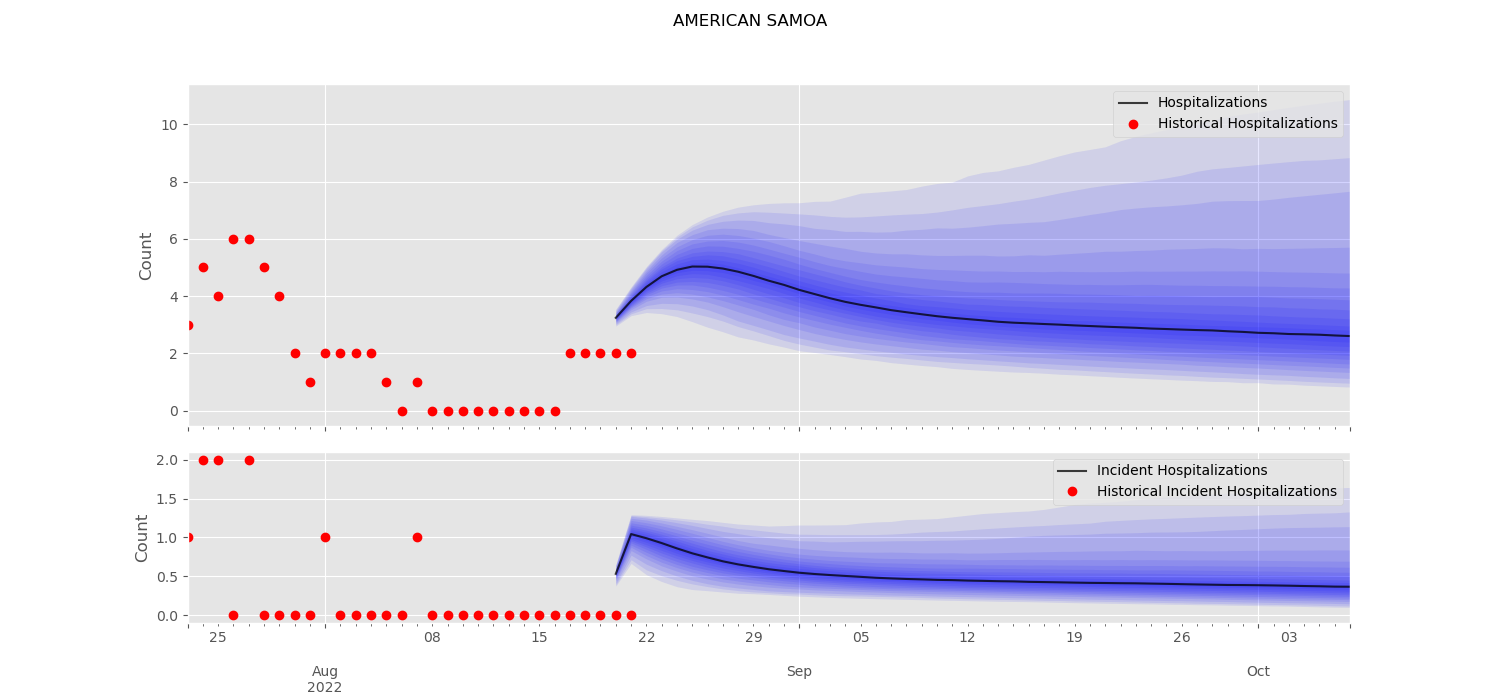 AMERICAN SAMOA
Count
10
8
6
4
2
0
Hospitalizations
Historical Hospitalizations
Count
2.0
1.5
1.0
0.5
0.0
Incident Hospitalizations
Historical Incident Hospitalizations
25 08 15 22 29 05 12 19 26 03
Aug Sep Oct
2022